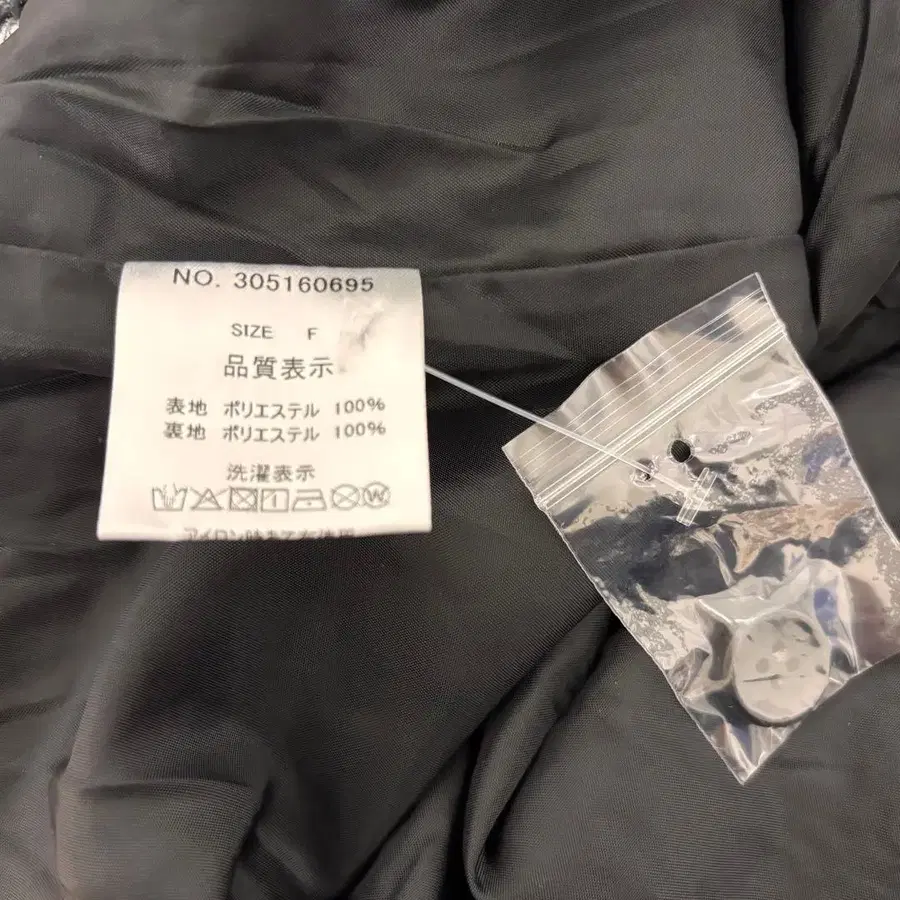 NO. 305160695
SIZE F
品質表示
表地 ポリエステル 100%
裏地 ポリエステル 100%
洗濯表示